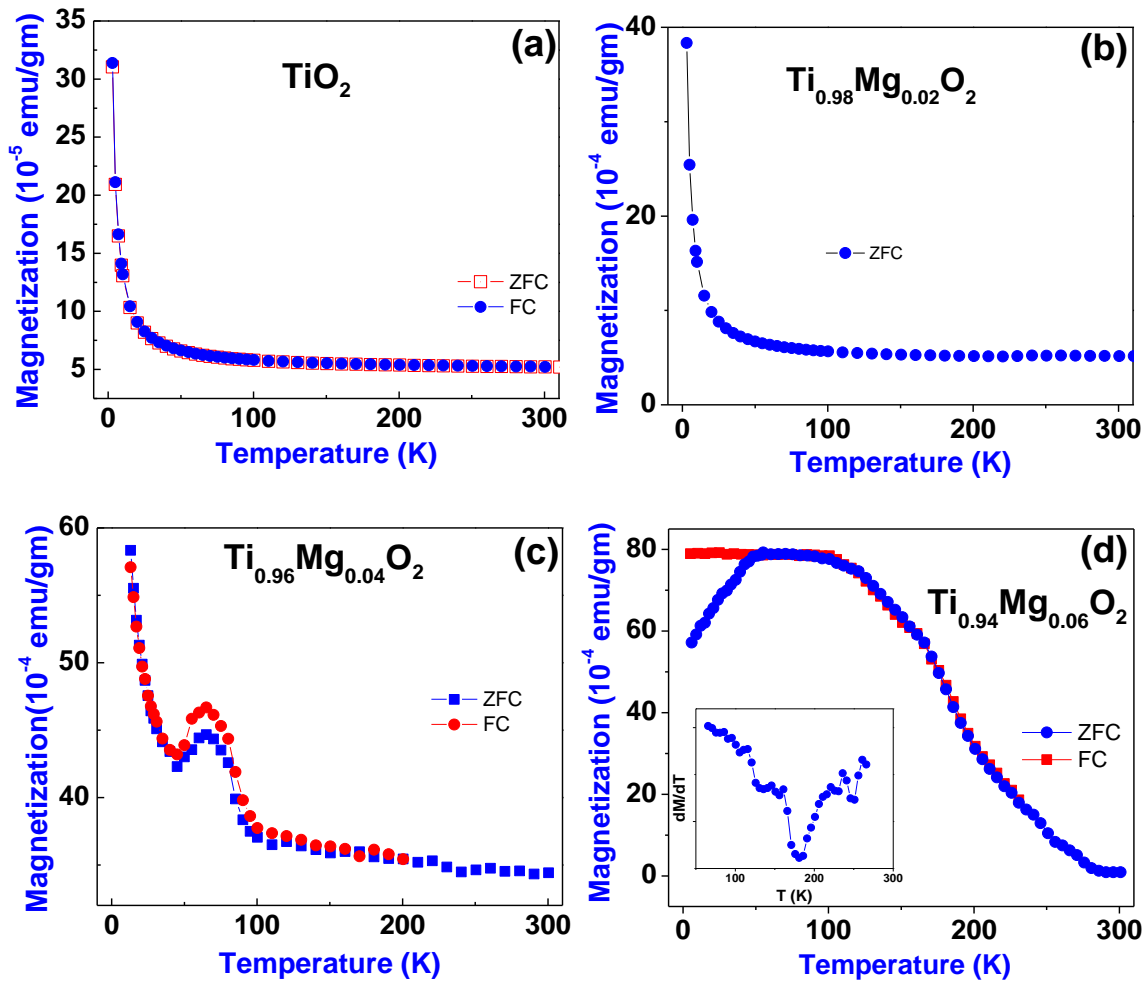 (a)
TiO2
Magnetization (10-5 emu/gm)
35
30
25
20
15
10
5
ZFC
FC
0 100 200 300
Temperature (K)
(b)
Ti0.98Mg0.02O2
Magnetization (10-4 emu/gm)
40
20
0
ZFC
0 100 200 300
Temperature (K)
(c)
Ti0.96Mg0.04O2
Magnetization(10-4 emu/gm)
60
50
40
ZFC
FC
0 100 200 300
Temperature (K)
(d)
Ti0.94Mg0.06O2
Magnetization (10-4 emu/gm)
80
60
40
20
0
ZFC
FC
dM/dT
100 200 300
T (K)
0 100 200 300
Temperature (K)